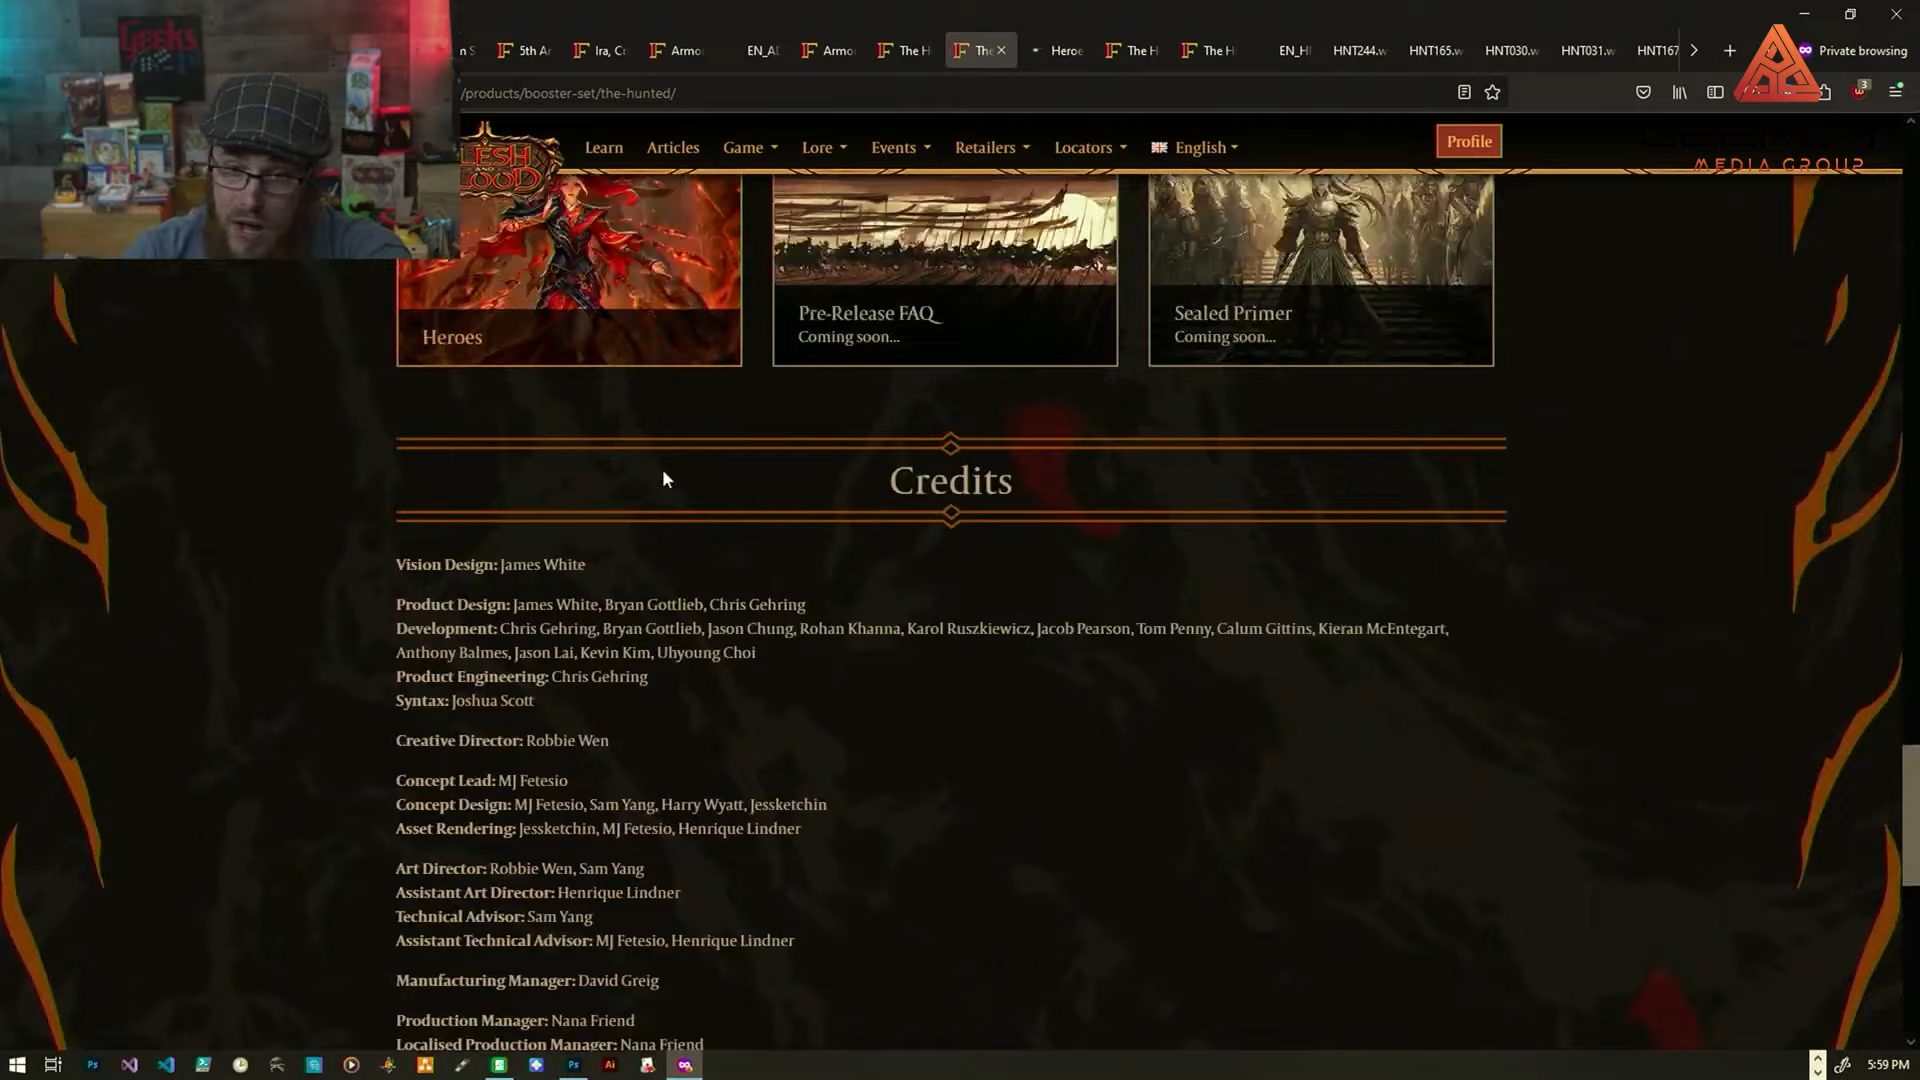 GEEKS
5th Ar
Ira, Cr
Armo
EN_AD
Armo
The H
The
Heroe
The H
The H
EN_HI
HNT244.w
HNT165.w
HNT030.w
HNT031.w
HNT167
Private browsing
/products/booster-set/the-hunted/
3
MEDIA GROUP
FLESH AND BLOOD
Learn
Articles
Game
Lore
Events
Retailers
Locators
English
Profile
Heroes
Pre-Release FAQ
Coming soon...
Sealed Primer
Coming soon...
Credits
Vision Design: James White
Product Design: James White, Bryan Gottlieb, Chris Gehring
Development: Chris Gehring, Bryan Gottlieb, Jason Chung, Rohan Khanna, Karol Ruszkiewicz, Jacob Pearson, Tom Penny, Calum Gittins, Kieran McEntegart,
Anthony Balmes, Jason Lai, Kevin Kim, Uhyoung Choi
Product Engineering: Chris Gehring
Syntax: Joshua Scott
Creative Director: Robbie Wen
Concept Lead: MJ Fetesio
Concept Design: MJ Fetesio, Sam Yang, Harry Wyatt, Jessketchin
Asset Rendering: Jessketchin, MJ Fetesio, Henrique Lindner
Art Director: Robbie Wen, Sam Yang
Assistant Art Director: Henrique Lindner
Technical Advisor: Sam Yang
Assistant Technical Advisor: MJ Fetesio, Henrique Lindner
Manufacturing Manager: David Greig
Production Manager: Nana Friend
Localised Production Manager: Nana Friend
5:59 PM